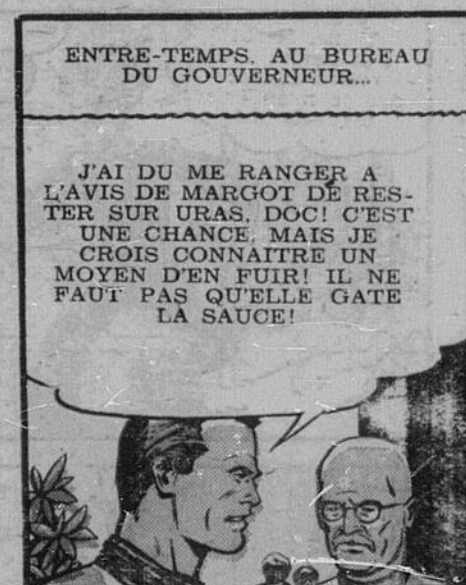 ENTRE-TEMPS, AU BUREAU
DU GOUVERNEUR...
J'AI DU ME RANGER A
L'AVIS DE MARGOT DE RES-
TER SUR URAS, DOC! C'EST
UNE CHANCE, MAIS JE
CROIS CONNAITRE UN
MOYEN D'EN FUIR! IL NE
FAUT PAS QU'ELLE GATE
LA SAUCE!